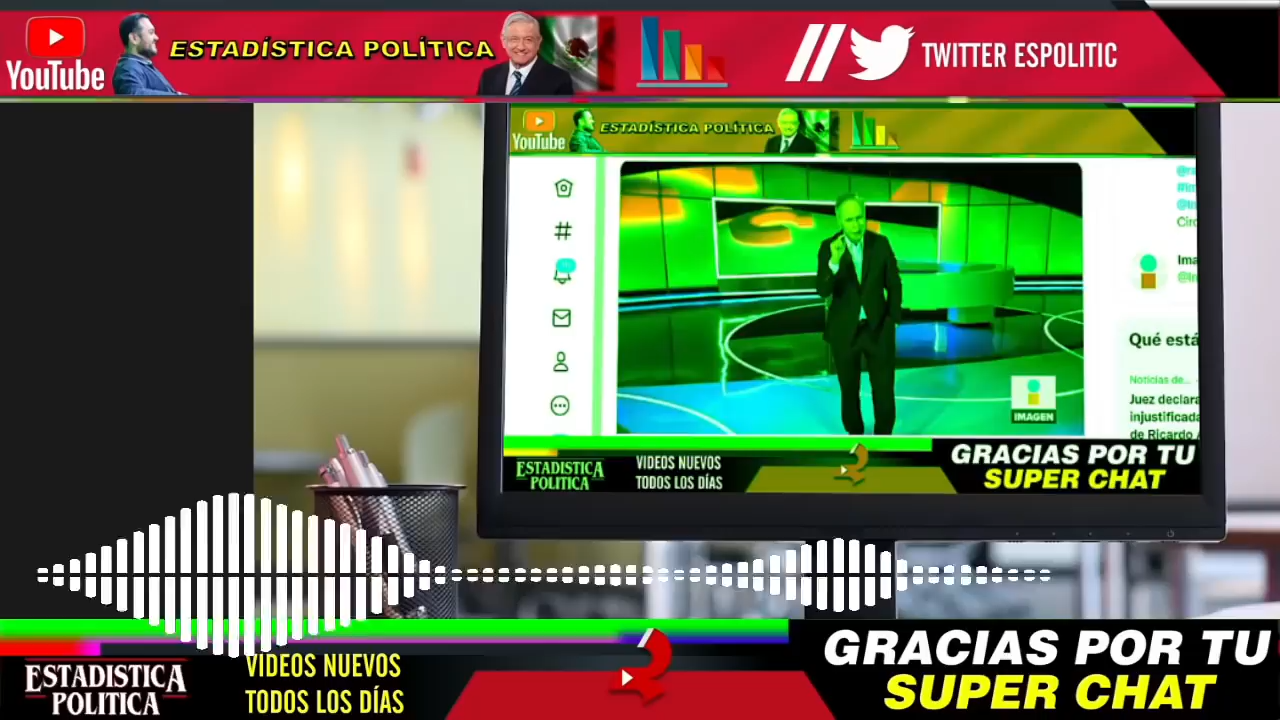 YouTube
ESTADÍSTICA POLÍTICA
TWITTER ESPOLITIC
YouTube
ESTADÍSTICA POLÍTICA
#
Qué está
Noticias de...
Juez declara
injustificada
de Ricardo
IMAGEN
ESTADISTICA
POLITICA
VIDEOS NUEVOS
TODOS LOS DÍAS
GRACIAS POR TU
SUPER CHAT
ESTADISTICA
POLITICA
VIDEOS NUEVOS
TODOS LOS DÍAS
GRACIAS POR TU
SUPER CHAT